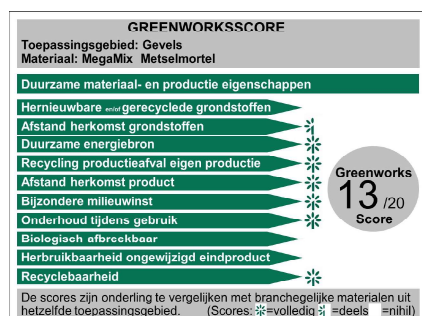 GREENWORKSSCORE
Toepassingsgebied: Gevels
Materiaal: MegaMix Metselmortel
Duurzame materiaal- en productie eigenschappen
Hernieuwbare en/of gerecyclede grondstoffen
Afstand herkomst grondstoffen
Duurzame energiebron
Recycling productieafval eigen productie
Afstand herkomst product
Bijzondere milieuwinst
Onderhoud tijdens gebruik
Biologisch afbreekbaar
Herbruikbaarheid ongewijzigd eindproduct
Recyclebaarheid
Greenworks
13 /20
Score
De scores zijn onderling te vergelijken met branchegelijke materialen uit
hetzelfde toepassingsgebied. (Scores: =volledig =deels =nihil)